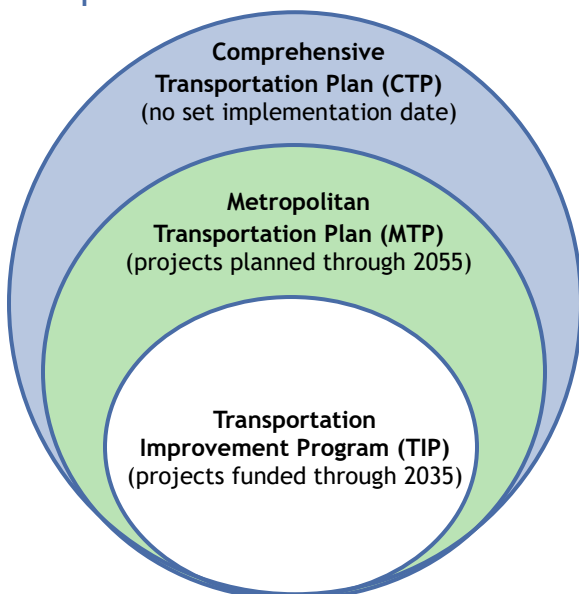 Comprehensive
Transportation Plan (CTP)
(no set implementation date)
Metropolitan
Transportation Plan (MTP)
(projects planned through 2055)
Transportation
Improvement Program (TIP)
(projects funded through 2035)